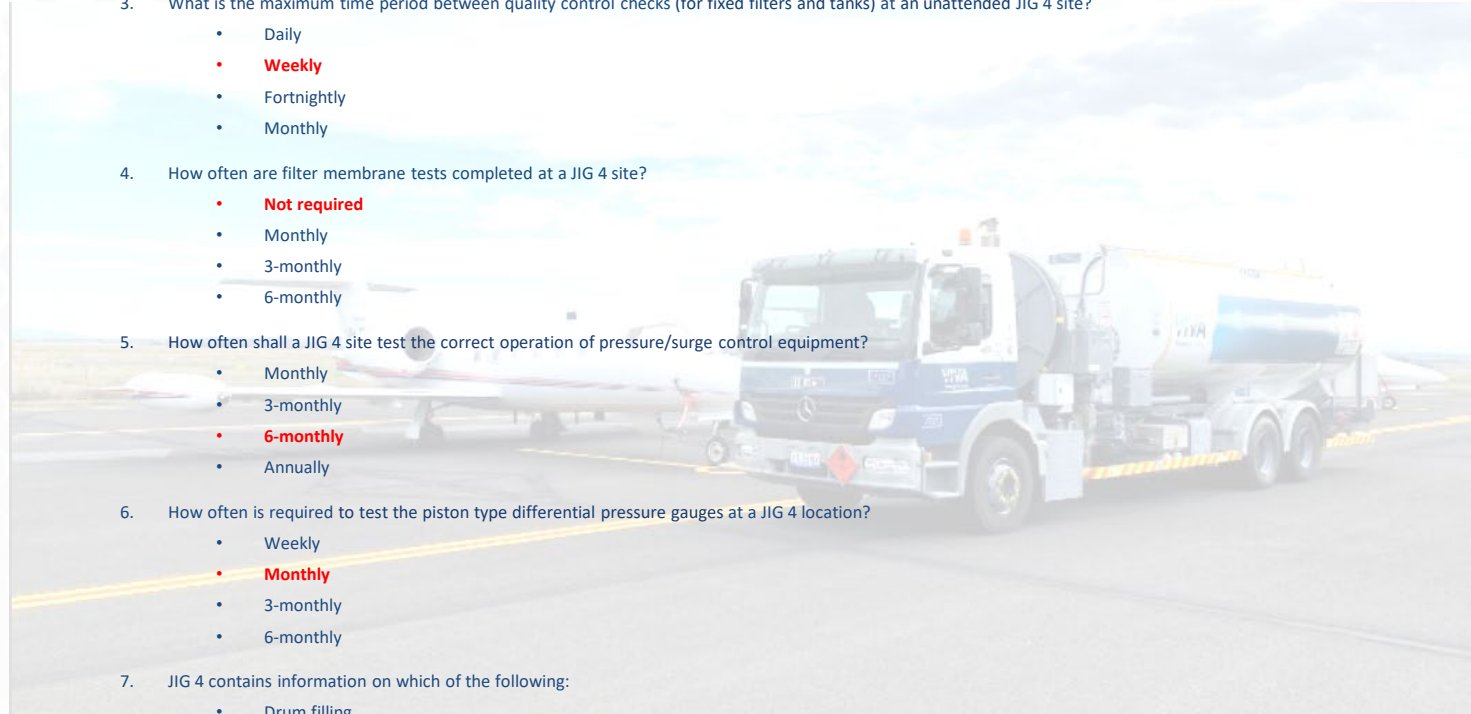 3. What is the maximum time period between quality control checks (for fixed filters and tanks) at an unattended JIG 4 site?
• Daily
• Weekly
• Fortnightly
• Monthly
4. How often are filter membrane tests completed at a JIG 4 site?
• Not required
• Monthly
• 3-monthly
• 6-monthly
5. How often shall a JIG 4 site test the correct operation of pressure/surge control equipment?
• Monthly
• 3-monthly
• 6-monthly
• Annually
6. How often is required to test the piston type differential pressure gauges at a JIG 4 location?
• Weekly
• Monthly
• 3-monthly
• 6-monthly
7. JIG 4 contains information on which of the following:
• Drum filling
VIVA
VIVA